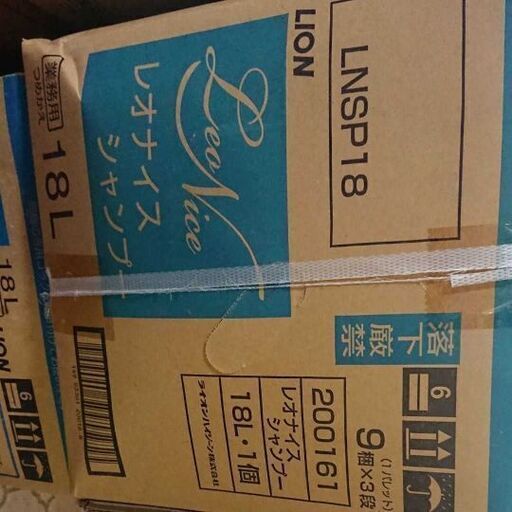 LION
LNSP18
Leo Nice
レオナイス
シャンプー
業務用
つめかえ
18L
落下厳禁
6
200161
レオナイス
シャンプー
18L・1個
ライオンハイジーン株式会社
(1パレット)
9梱×3段
18L
LION
6